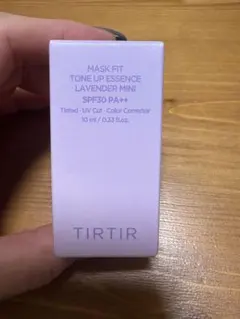 MASK FIT
TONE UP ESSENCE
LAVENDER MINI
SPF30 PA++
Tinted · UV Cut · Color Corrector
10 ml / 0.33 fl.oz.
TIRTIR